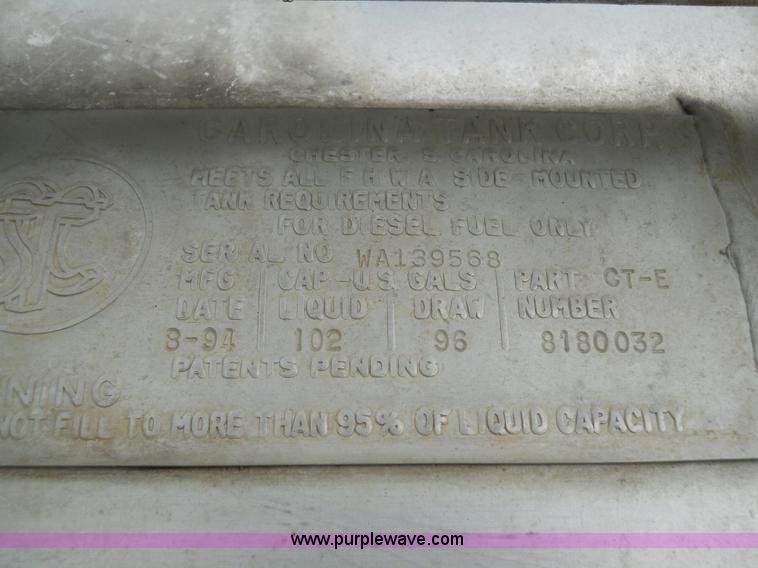 CAROLINA TANK CORP.
CHESTER, S. CAROLINA
MEETS ALL F H W A SIDE-MOUNTED
TANK REQUIREMENTS
FOR DIESEL FUEL ONLY
SERIAL NO WA139568
MFG CAP-U.S. GALS PART CT-E
DATE LIQUID DRAW NUMBER
8-94 102 96 8180032
PATENTS PENDING
NING
NOT FILL TO MORE THAN 95% OF LIQUID CAPACITY
www.purplewave.com